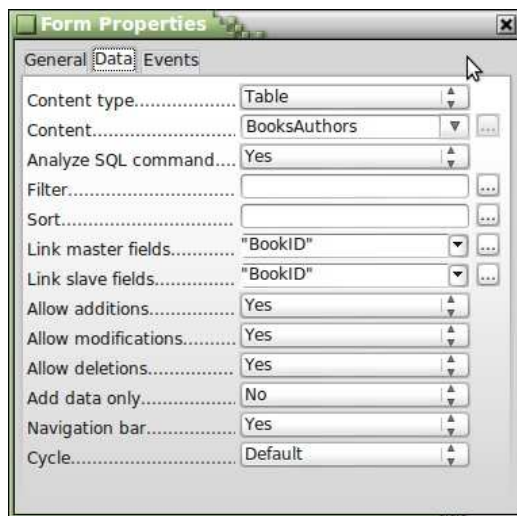 Form Properties
General Data Events
Content type.................. Table
Content......................... BooksAuthors
Analyze SQL command.... Yes
Filter..............................
Sort................................
Link master fields........... "BookID"
Link slave fields.............. "BookID"
Allow additions............... Yes
Allow modifications.......... Yes
Allow deletions................ Yes
Add data only.................. No
Navigation bar................. Yes
Cycle.............................. Default